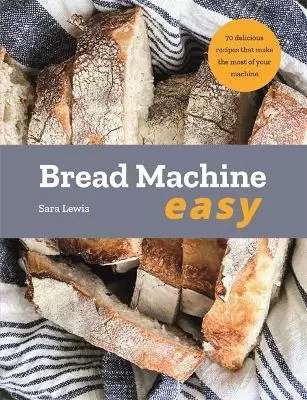 70 delicious
recipes that make
the most of your
machine
Bread Machine
Sara Lewis
easy